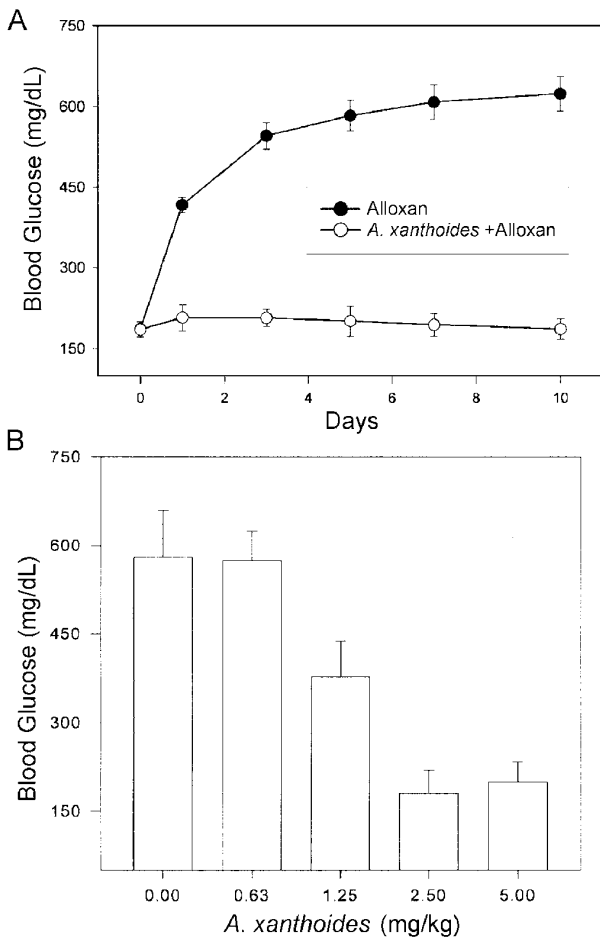 A
750
600
450
300
150
Blood Glucose (mg/dL)
Alloxan
A. xanthoides +Alloxan
0 2 4 6 8 10
Days
B
750
600
450
300
150
Blood Glucose (mg/dL)
0.00 0.63 1.25 2.50 5.00
A. xanthoides (mg/kg)